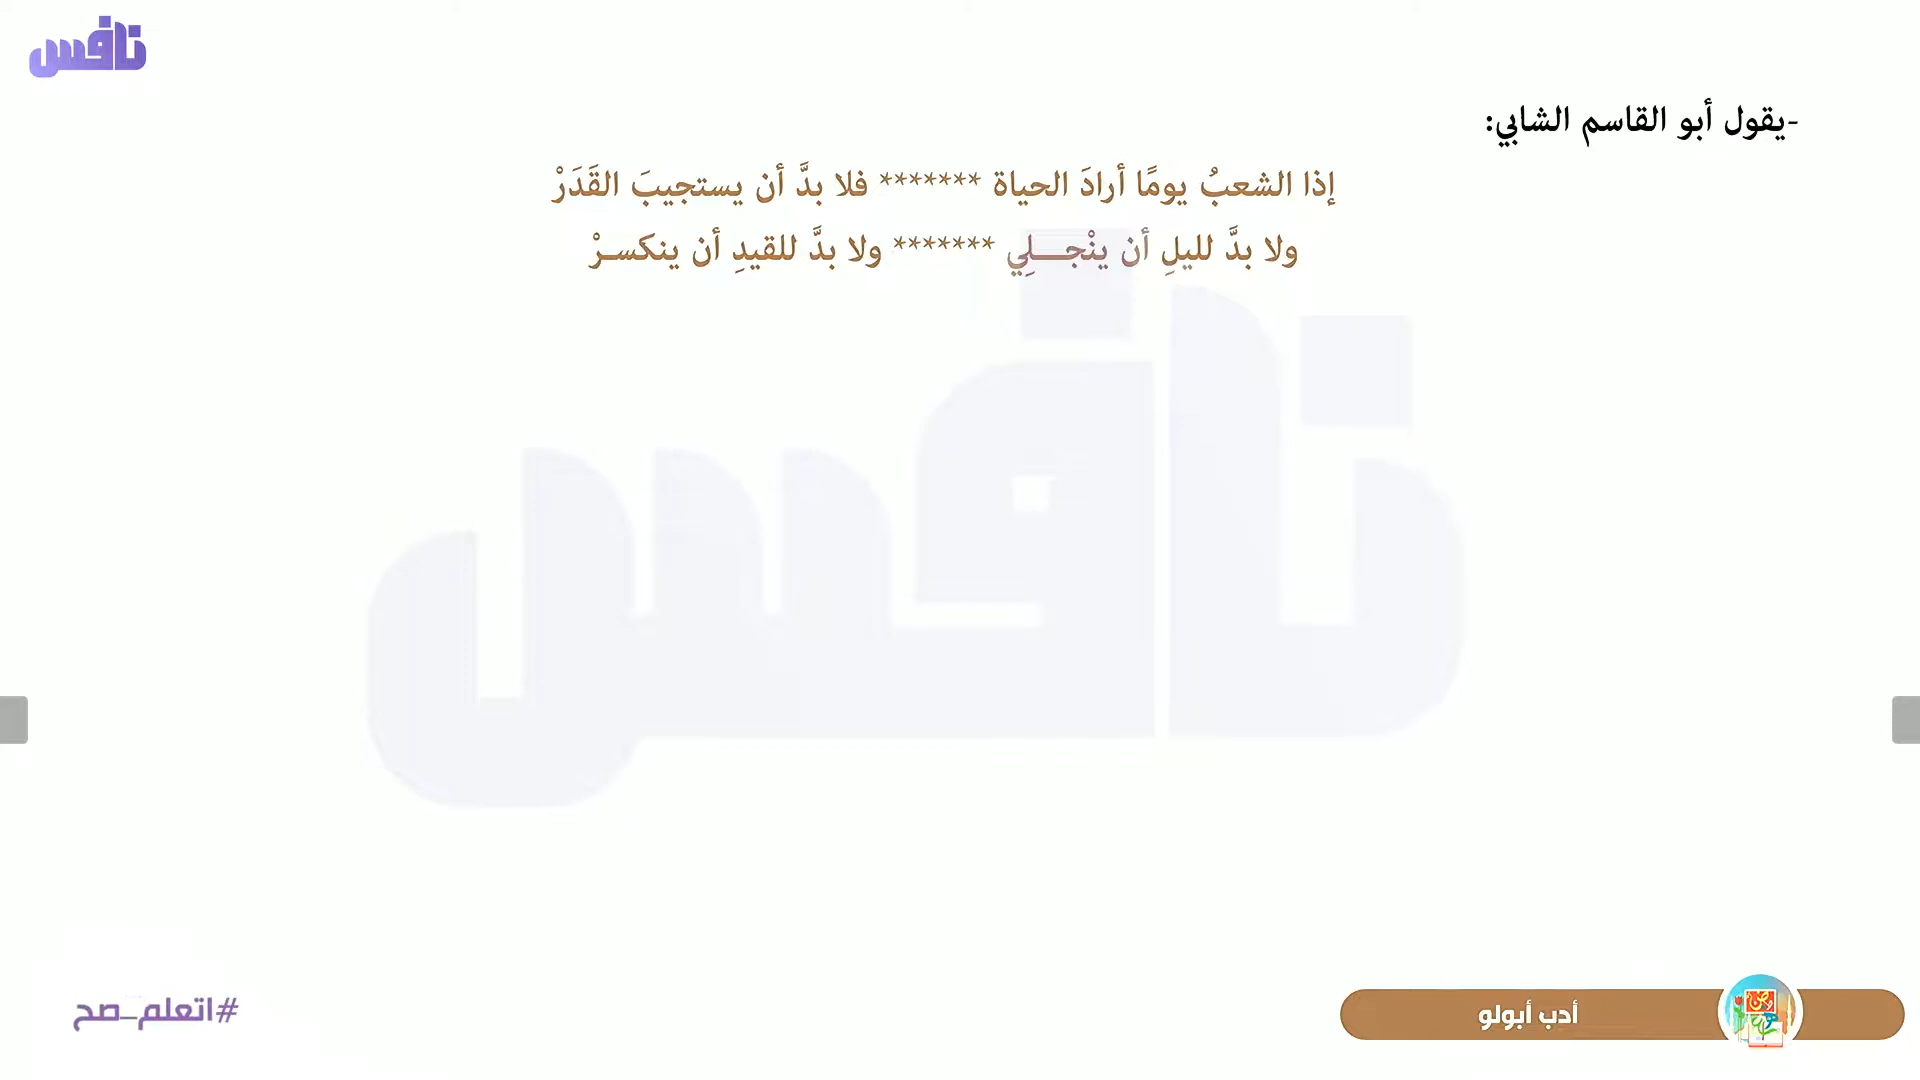 نافس
-يقول أبو القاسم الشابي:
إذا الشعبُ يومًا أرادَ الحياة ******* فلا بدَّ أن يستجيبَ القَدَرْ
ولا بدَّ لليلِ أن ينْجـــلِي ******* ولا بدَّ للقيدِ أن ينكسـرْ
نافس
#اتعلم_صح
أدب أبولو